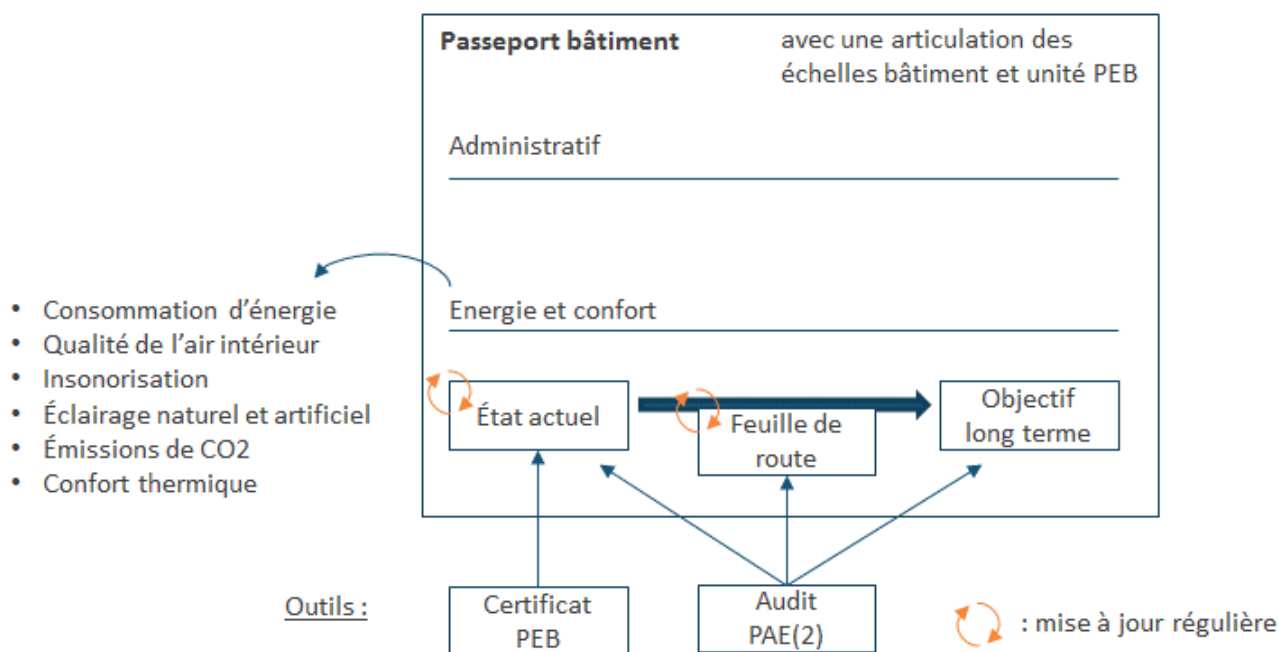 Passeport bâtiment
avec une articulation des
échelles bâtiment et unité PEB
Administratif
Energie et confort
• Consommation d’énergie
• Qualité de l’air intérieur
• Insonorisation
• Éclairage naturel et artificiel
• Émissions de CO2
• Confort thermique
État actuel
Feuille de
route
Objectif
long terme
Outils :
Certificat
PEB
Audit
PAE(2)
: mise à jour régulière